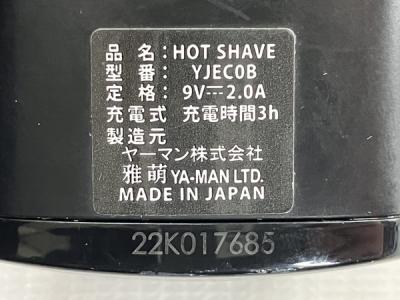 品 名：HOT SHAVE
型 番： YJEC0B
定 格： 9V⎓2.0A
充電式 充電時間3h
製造元
ヤーマン株式会社
雅萌 YA-MAN LTD.
MADE IN JAPAN
22K017685